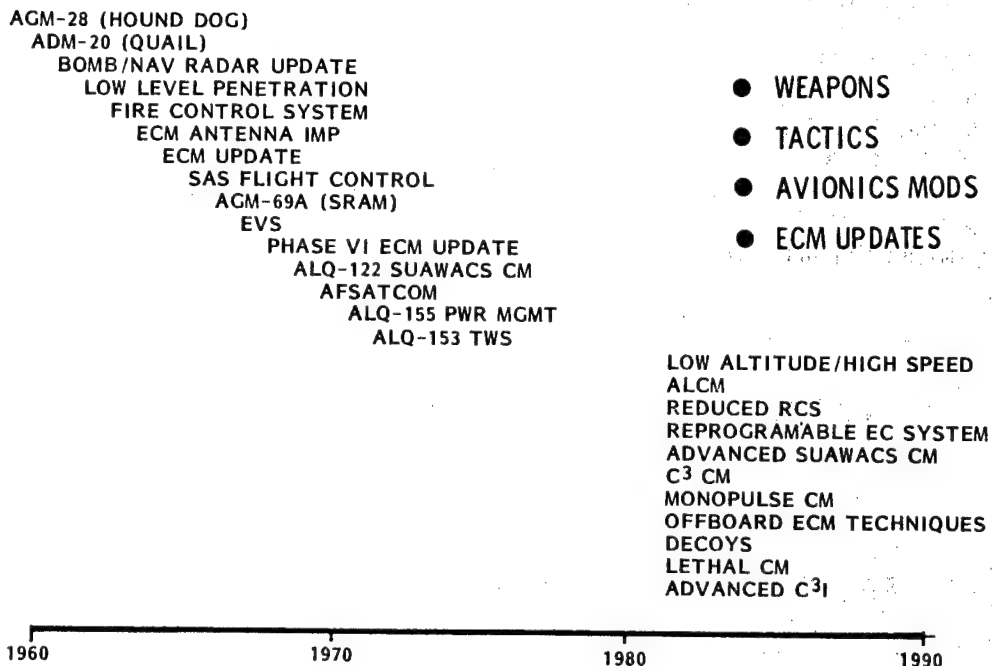 AGM-28 (HOUND DOG)
ADM-20 (QUAIL)
BOMB/NAV RADAR UPDATE
LOW LEVEL PENETRATION
FIRE CONTROL SYSTEM
ECM ANTENNA IMP
ECM UPDATE
SAS FLIGHT CONTROL
AGM-69A (SRAM)
EVS
PHASE VI ECM UPDATE
ALQ-122 SUAWACS CM
AFSATCOM
ALQ-155 PWR MGMT
ALQ-153 TWS
● WEAPONS
● TACTICS
● AVIONICS MODS
● ECM UPDATES
LOW ALTITUDE/HIGH SPEED
ALCM
REDUCED RCS
REPROGRAMABLE EC SYSTEM
ADVANCED SUAWACS CM
C³ CM
MONOPULSE CM
OFFBOARD ECM TECHNIQUES
DECOYS
LETHAL CM
ADVANCED C³I
1960 1970 1980 1990